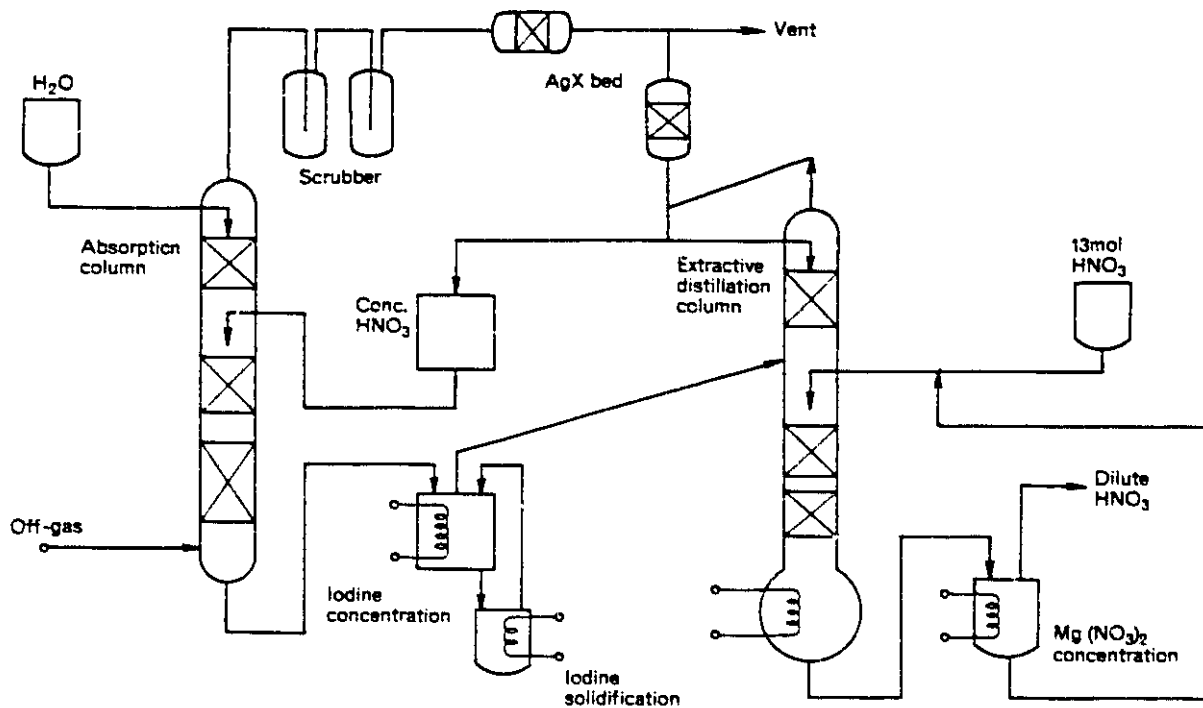 Vent
H₂O
AgX bed
Scrubber
Absorption
column
Extractive
distillation
column
13mol
HNO₃
Conc.
HNO₃
Off-gas
Iodine
concentration
Iodine
solidification
Dilute
HNO₃
Mg (NO₃)₂
concentration